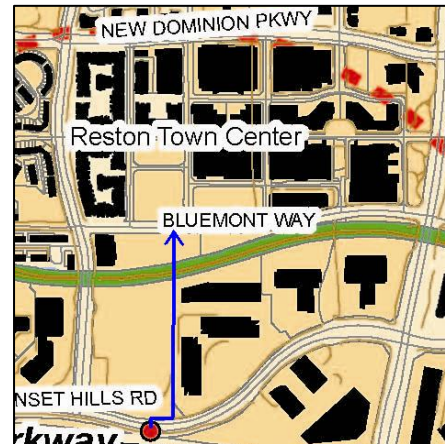 NEW DOMINION PKWY
Reston Town Center
BLUEMONT WAY
NSET HILLS RD
rkway